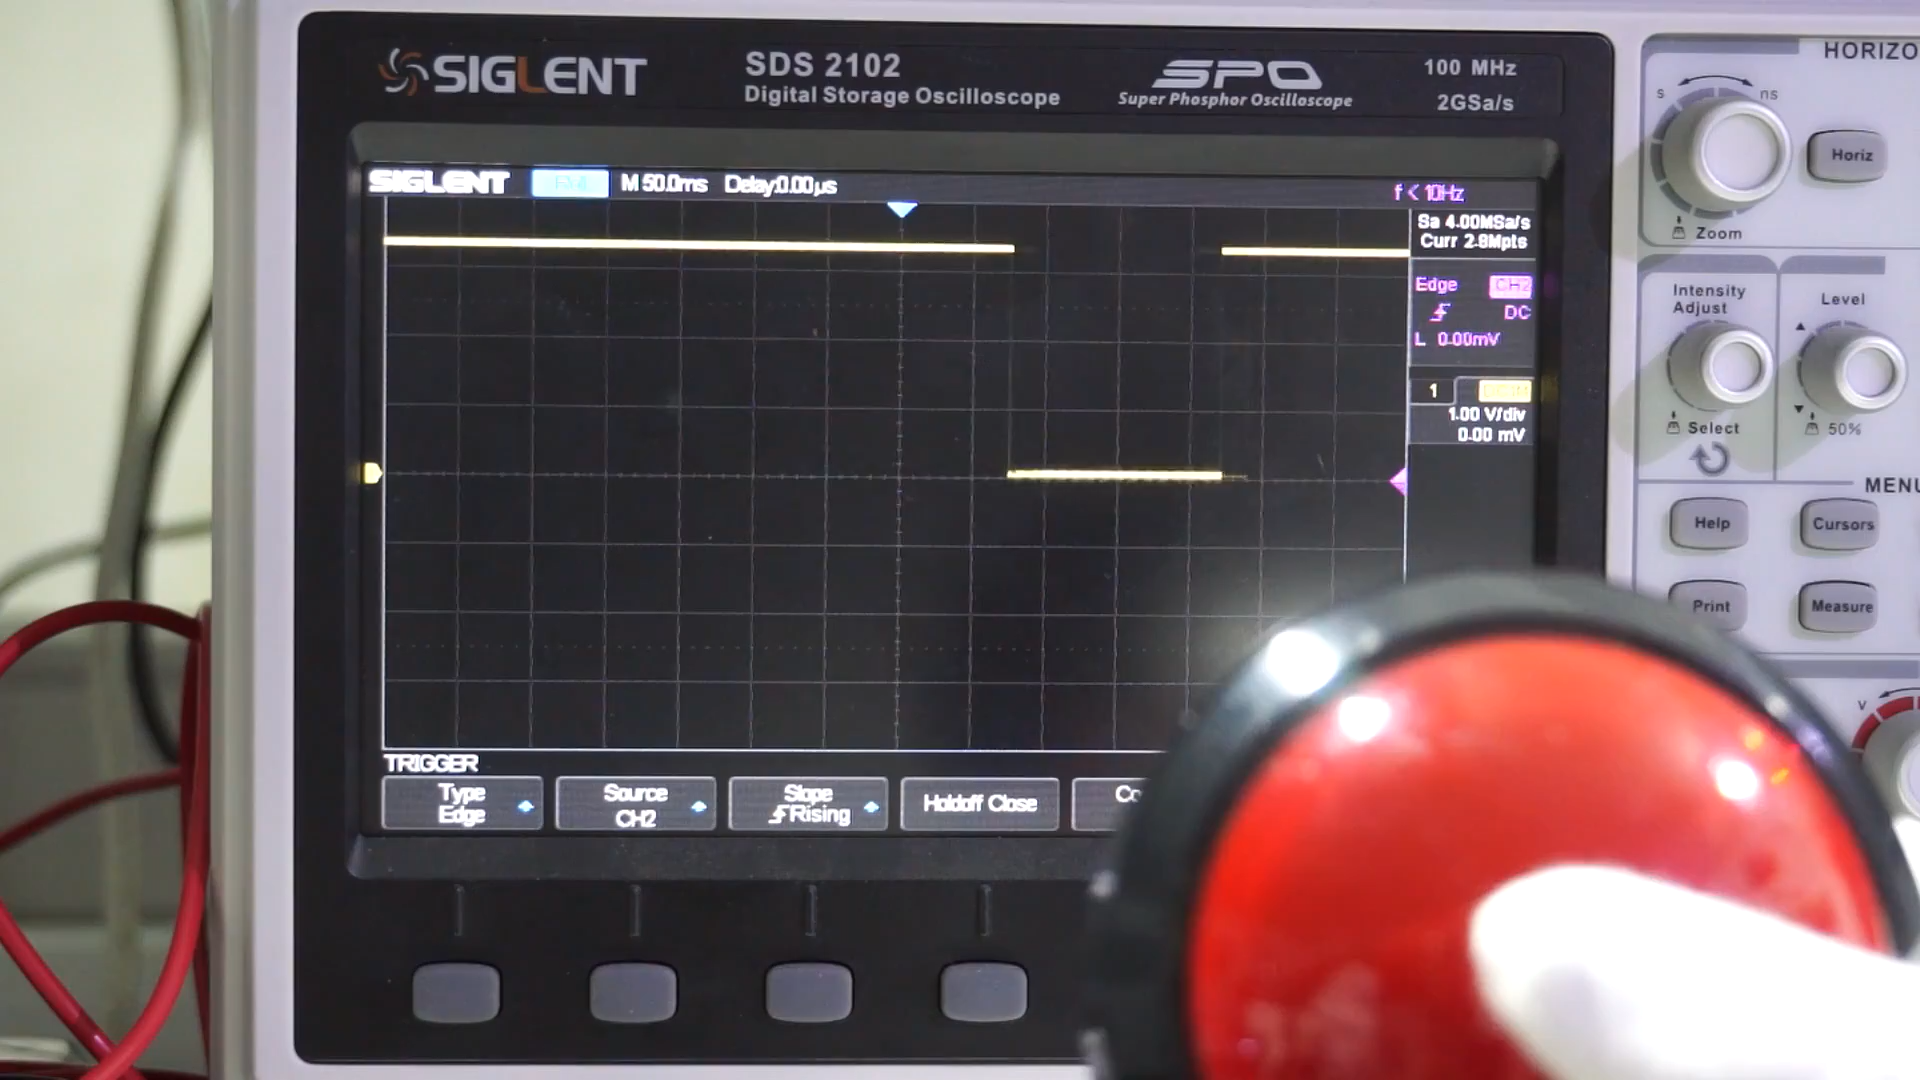 SIGLENT
SDS 2102
Digital Storage Oscilloscope
SPO
Super Phosphor Oscilloscope
100 MHz
2GSa/s
HORIZO
s
ns
Horiz
Zoom
SIGLENT
M 50.0ms
Delay:0.00µs
f < 10Hz
Sa 4.00MSa/s
Curr 2.8Mpts
Edge
CH2
DC
L 0.00mV
1
1.00 V/div
0.00 mV
Intensity
Adjust
Level
Select
50%
MENU
Help
Cursors
Print
Measure
V
TRIGGER
Type
Edge
Source
CH2
Slope
Rising
Holdoff Close
Co